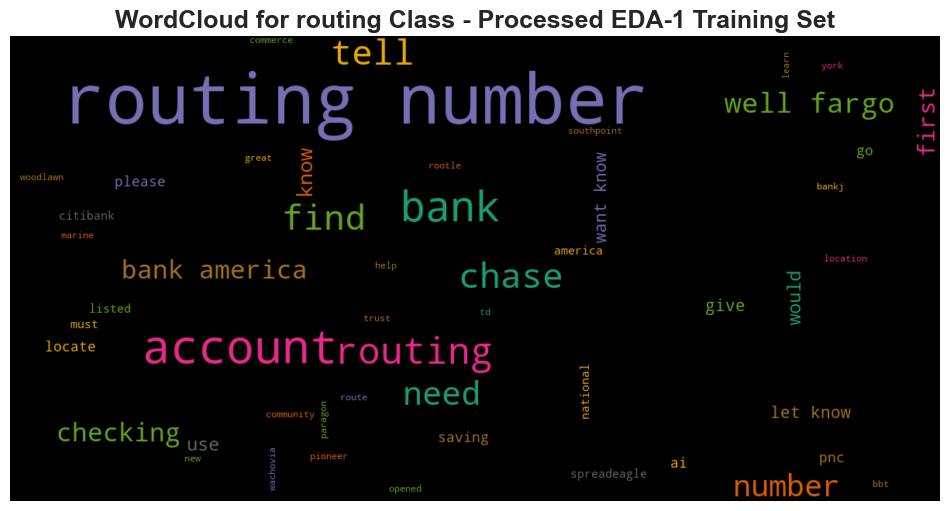 WordCloud for routing Class - Processed EDA-1 Training Set
commerce
tell
learn
york
routing number
well fargo
first
southpoint
go
great
know
rootle
want know
woodlawn
please
bankj
citibank
find
bank
marine
america
location
bank america
help
chase
listed
td
give
would
must
trust
locate
account
routing
need
national
route
community
paragon
let know
checking
use
saving
new
wachovia
pioneer
ai
pnc
spreadeagle
opened
number
bbt